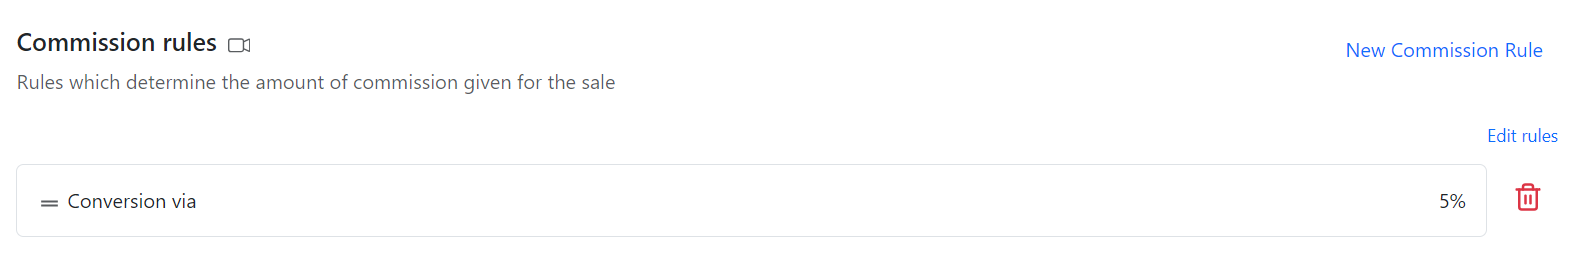 Commission rules
New Commission Rule
Rules which determine the amount of commission given for the sale
Edit rules
Conversion via 5%